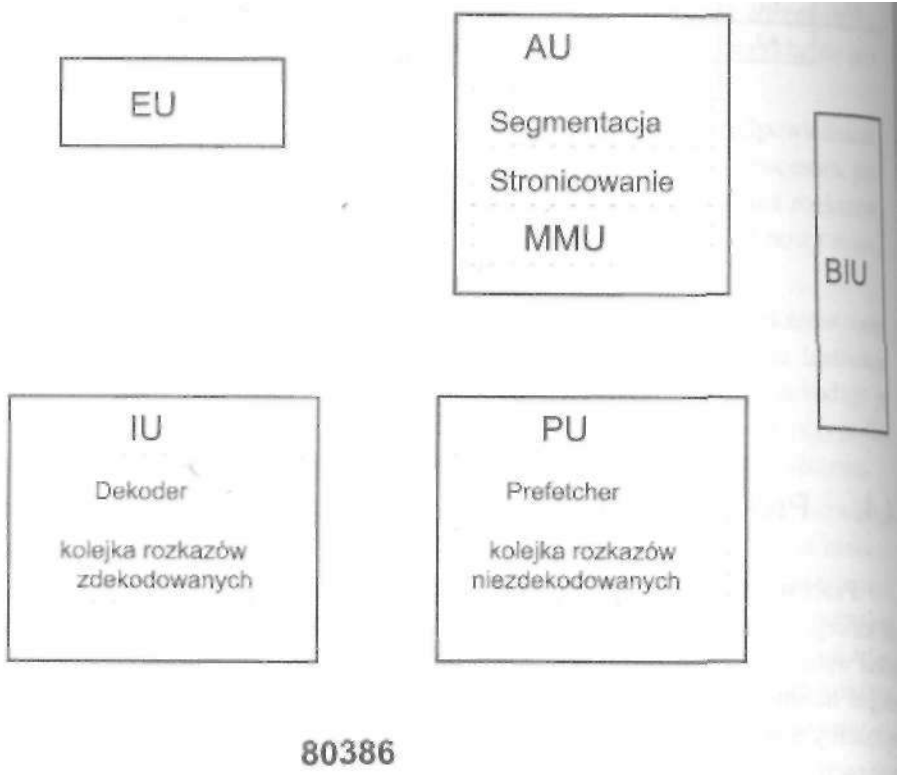 EU
AU
Segmentacja
Stronicowanie
MMU
BIU
IU
Dekoder
kolejka rozkazów
zdekodowanych
PU
Prefetcher
kolejka rozkazów
niezdekodowanych
80386